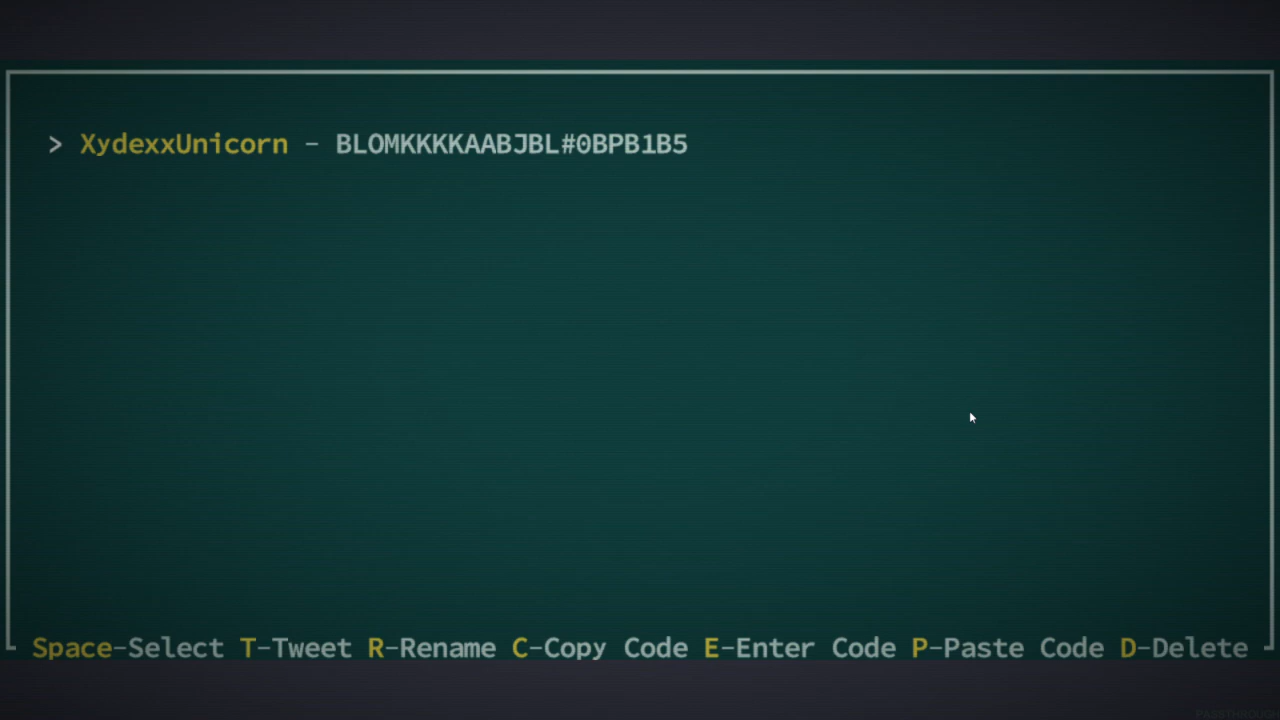 > XydexxUnicorn - BLOMKKKKAABJBL#0BPB1B5
Space-Select T-Tweet R-Rename C-Copy Code E-Enter Code P-Paste Code D-Delete